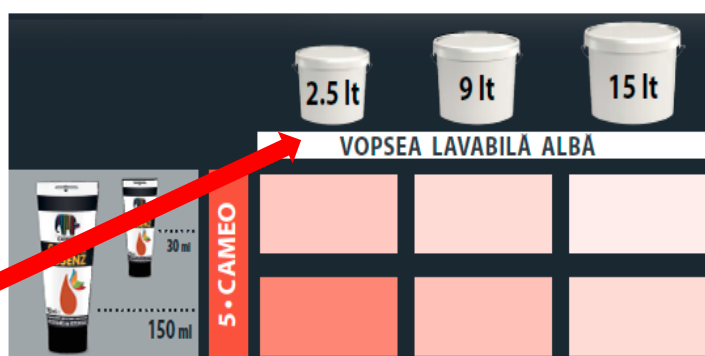 2.5 lt
9 lt
15 lt
VOPSEA LAVABILĂ ALBĂ
5 • CAMEO
30 ml
150 ml